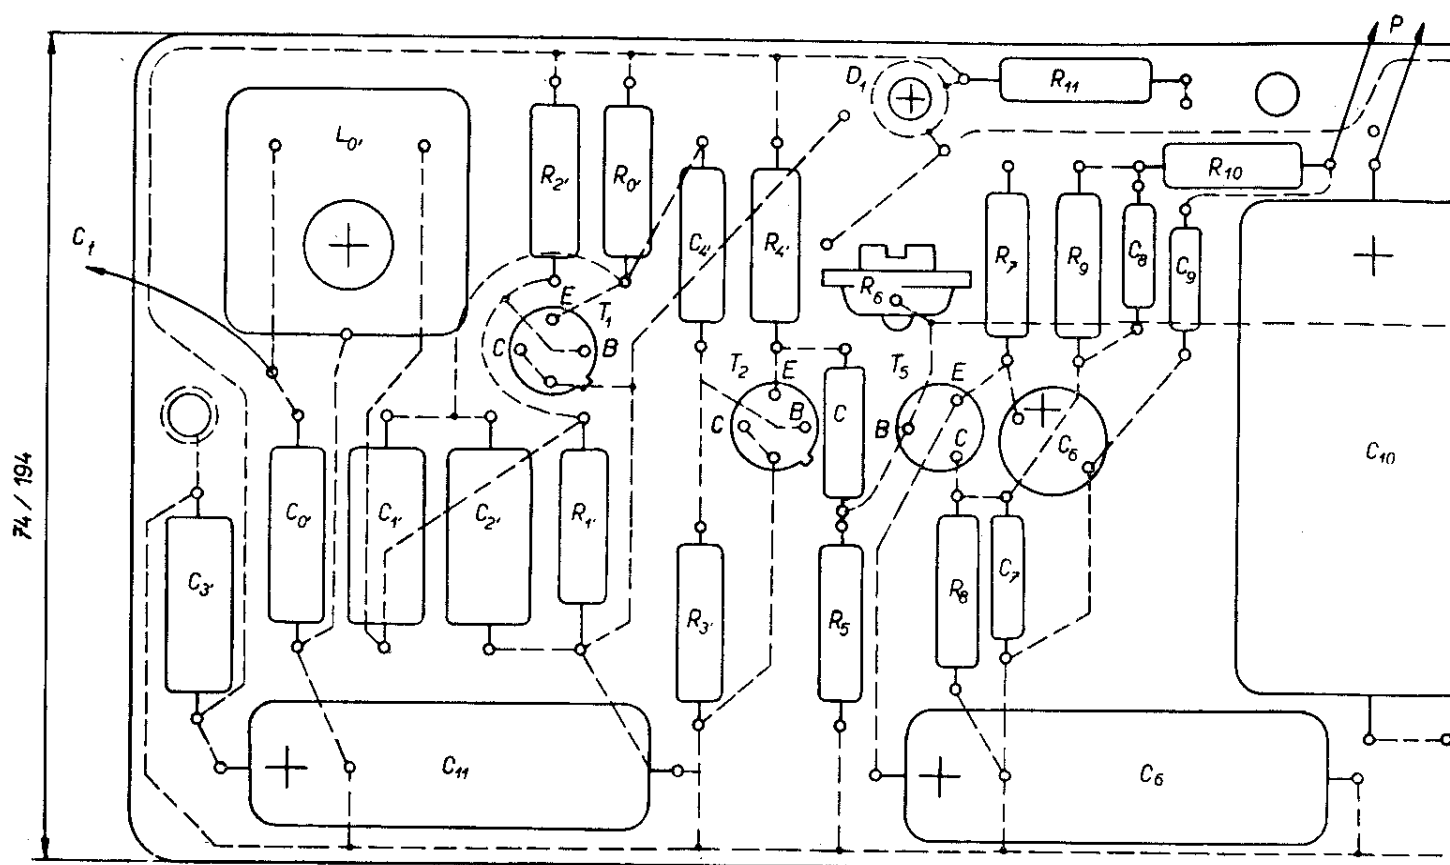 P
D₁
R₁₁
L₀'
R₂'
R₀'
R₁₀
C₄'
R₄'
R₇
R₉
C₈
C₉
C₁
R₆
E
T₁
C
B
T₂
E
T₅
E
C
B
C
B
C
C₆
C₁₀
74/194
C₀'
C₁'
C₂'
R₁'
C₃'
R₃'
R₅
R₈
C₇
C₁₁
C₆